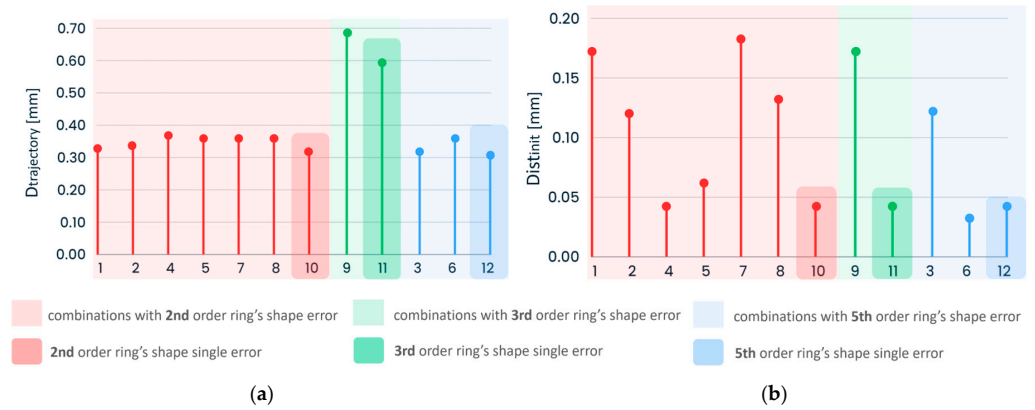 Dtrajectory [mm]
0.70
0.60
0.50
0.40
0.30
0.20
0.10
0.00
1 2 4 5 7 8 10 9 11 3 6 12
Distinit [mm]
0.20
0.15
0.10
0.05
0.00
1 2 4 5 7 8 10 9 11 3 6 12
combinations with 2nd order ring's shape error
combinations with 3rd order ring's shape error
combinations with 5th order ring's shape error
2nd order ring's shape single error
3rd order ring's shape single error
5th order ring's shape single error
(a)
(b)